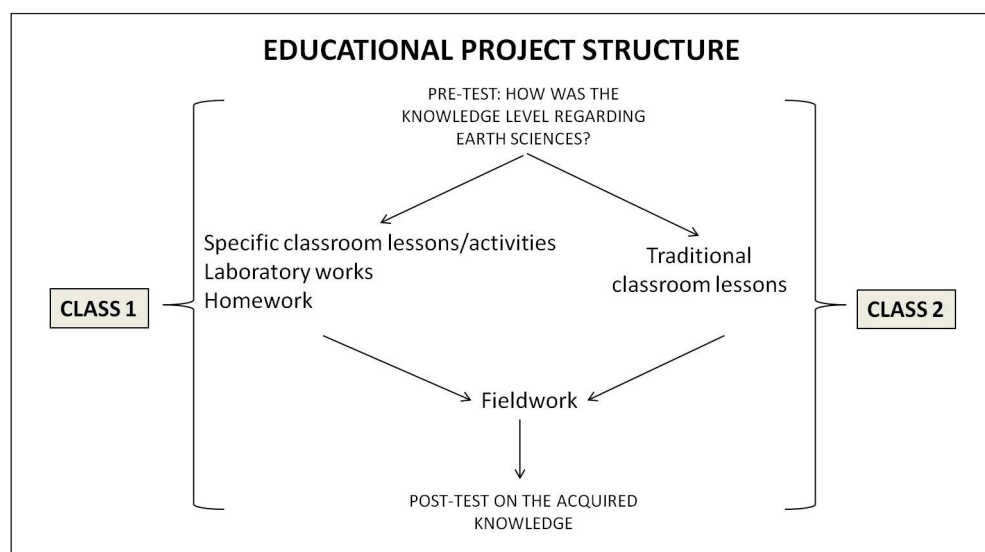 EDUCATIONAL PROJECT STRUCTURE
PRE-TEST: HOW WAS THE
KNOWLEDGE LEVEL REGARDING
EARTH SCIENCES?
Specific classroom lessons/activities
Laboratory works
Homework
Traditional
classroom lessons
CLASS 1
CLASS 2
Fieldwork
POST-TEST ON THE ACQUIRED
KNOWLEDGE